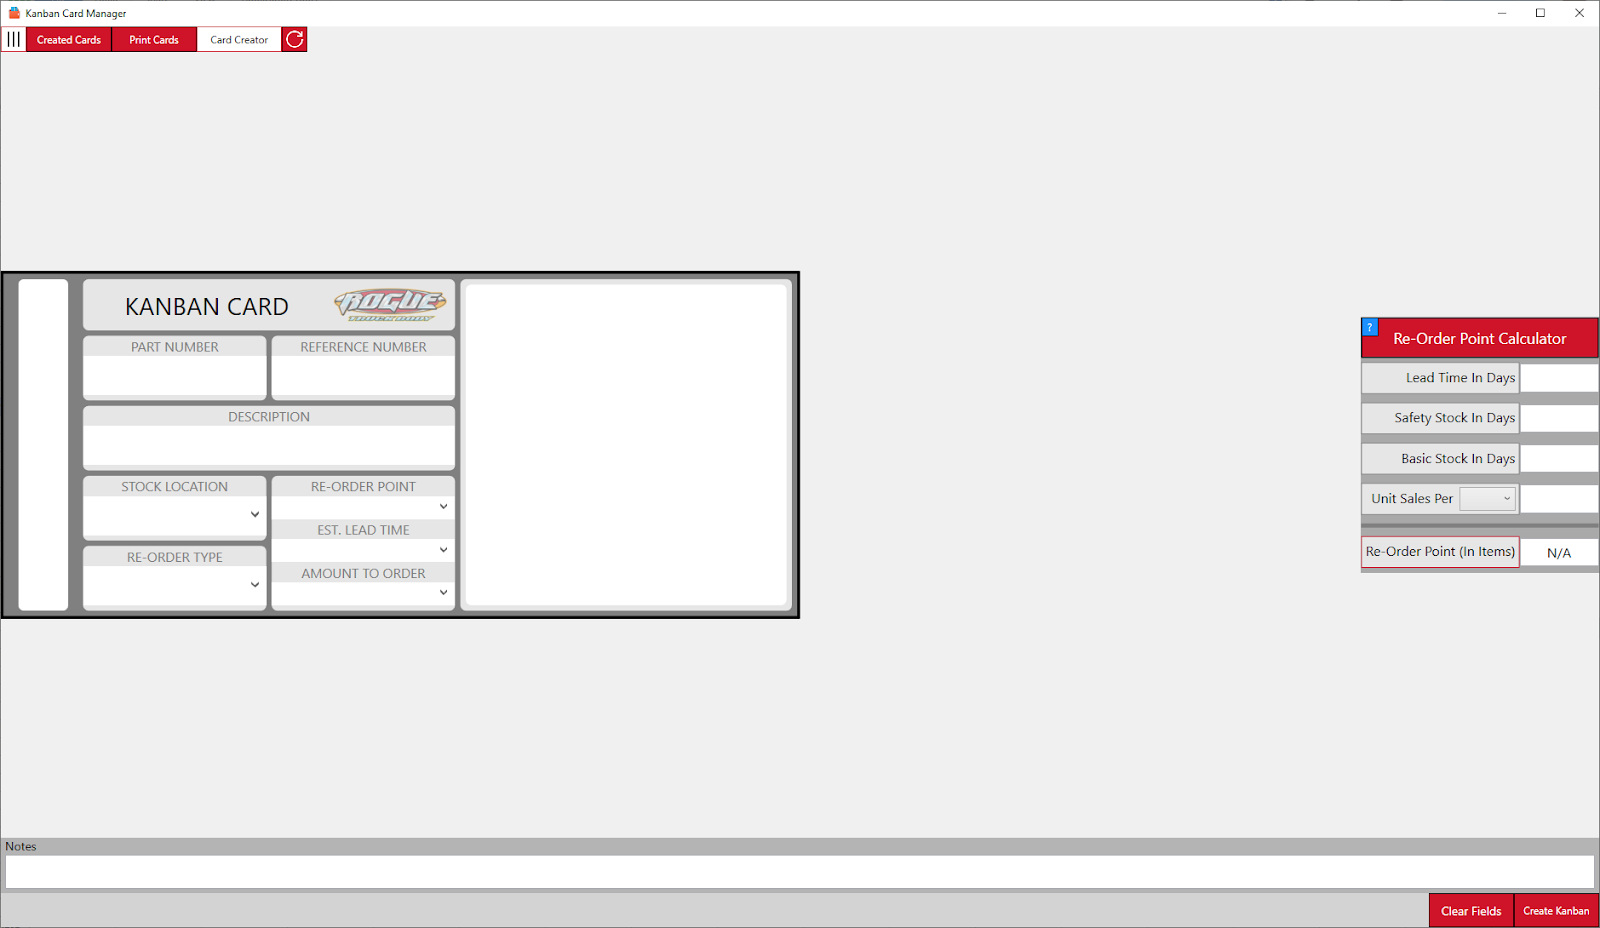 Kanban Card Manager
Created Cards Print Cards Card Creator
KANBAN CARD ROGUE TRUCK BODY
PART NUMBER REFERENCE NUMBER
DESCRIPTION
STOCK LOCATION RE-ORDER POINT
EST. LEAD TIME
RE-ORDER TYPE
AMOUNT TO ORDER
?
Re-Order Point Calculator
Lead Time In Days
Safety Stock In Days
Basic Stock In Days
Unit Sales Per
Re-Order Point (In Items) N/A
Notes
Clear Fields Create Kanban